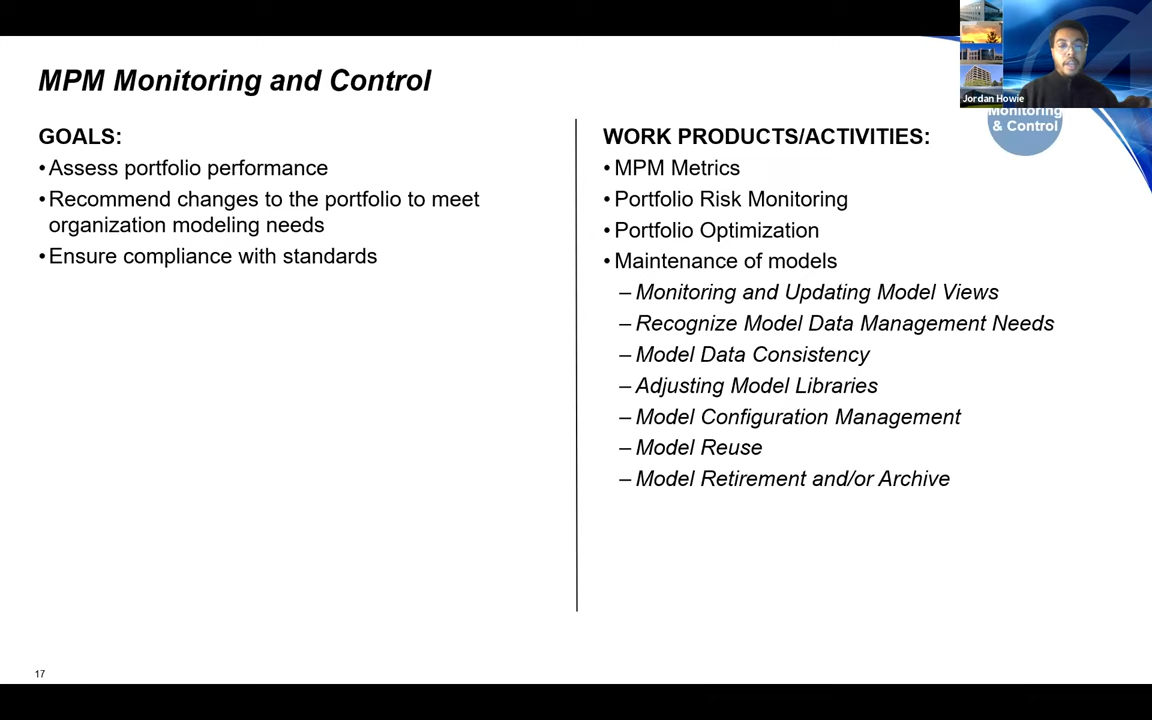 MPM Monitoring and Control
GOALS:
•Assess portfolio performance
•Recommend changes to the portfolio to meet
organization modeling needs
•Ensure compliance with standards
WORK PRODUCTS/ACTIVITIES:
•MPM Metrics
•Portfolio Risk Monitoring
•Portfolio Optimization
•Maintenance of models
–Monitoring and Updating Model Views
–Recognize Model Data Management Needs
–Model Data Consistency
–Adjusting Model Libraries
–Model Configuration Management
–Model Reuse
–Model Retirement and/or Archive
Jordan Howie
Monitoring
& Control
17